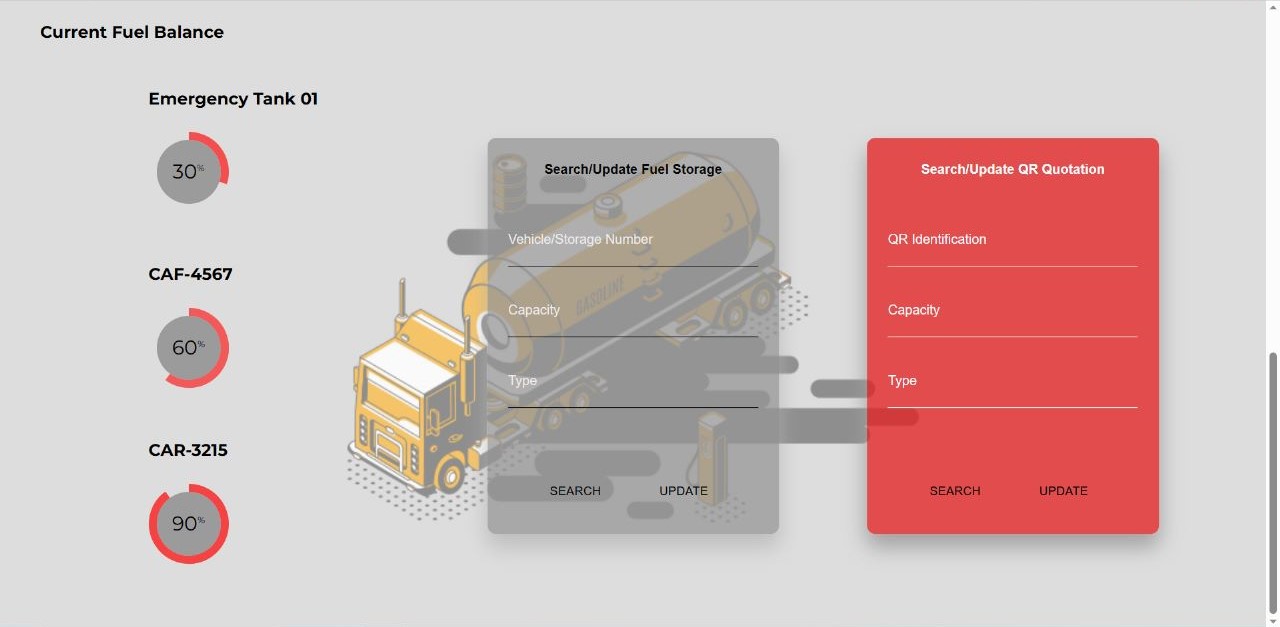 Current Fuel Balance
Emergency Tank 01
30%
CAF-4567
60%
CAR-3215
90%
Search/Update Fuel Storage
Vehicle/Storage Number
GASOLINE
Capacity
Type
SEARCH UPDATE
Search/Update QR Quotation
QR Identification
Capacity
Type
SEARCH UPDATE